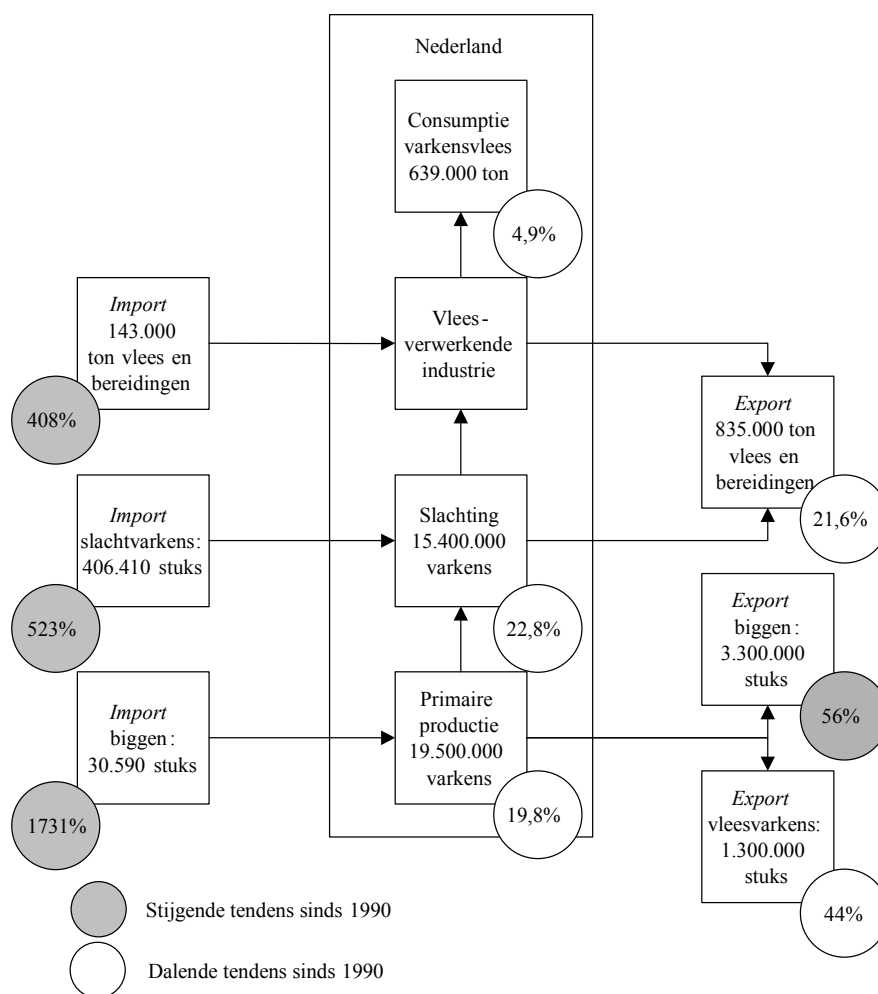 Nederland
Consumptie
varkensvlees
639.000 ton
4,9%
Import
143.000
ton vlees en
bereidingen
408%
Vlees-
verwerkende
industrie
Export
835.000 ton
vlees en
bereidingen
21,6%
Import
slachtvarkens:
406.410 stuks
523%
Slachting
15.400.000
varkens
22,8%
Export
biggen:
3.300.000
stuks
56%
Import
biggen:
30.590 stuks
1731%
Primaire
productie
19.500.000
varkens
19,8%
Export
vleesvarkens:
1.300.000
stuks
44%
Stijgende tendens sinds 1990
Dalende tendens sinds 1990